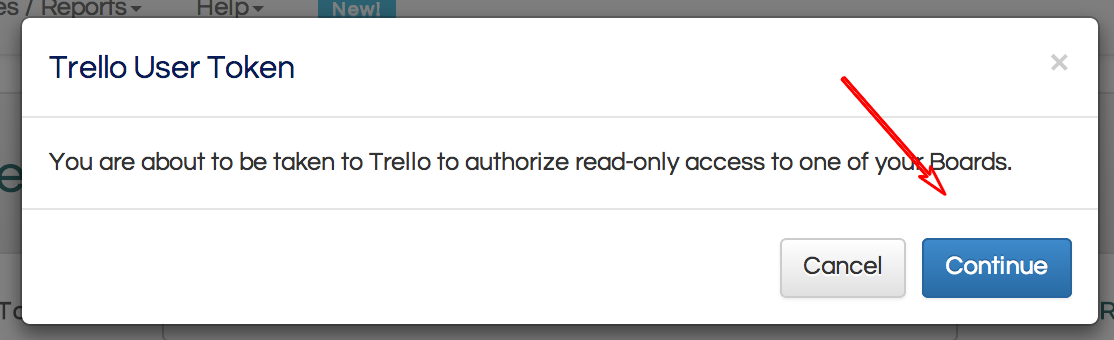 / Reports
Help
New!
Trello User Token
×
You are about to be taken to Trello to authorize read-only access to one of your Boards.
Cancel
Continue